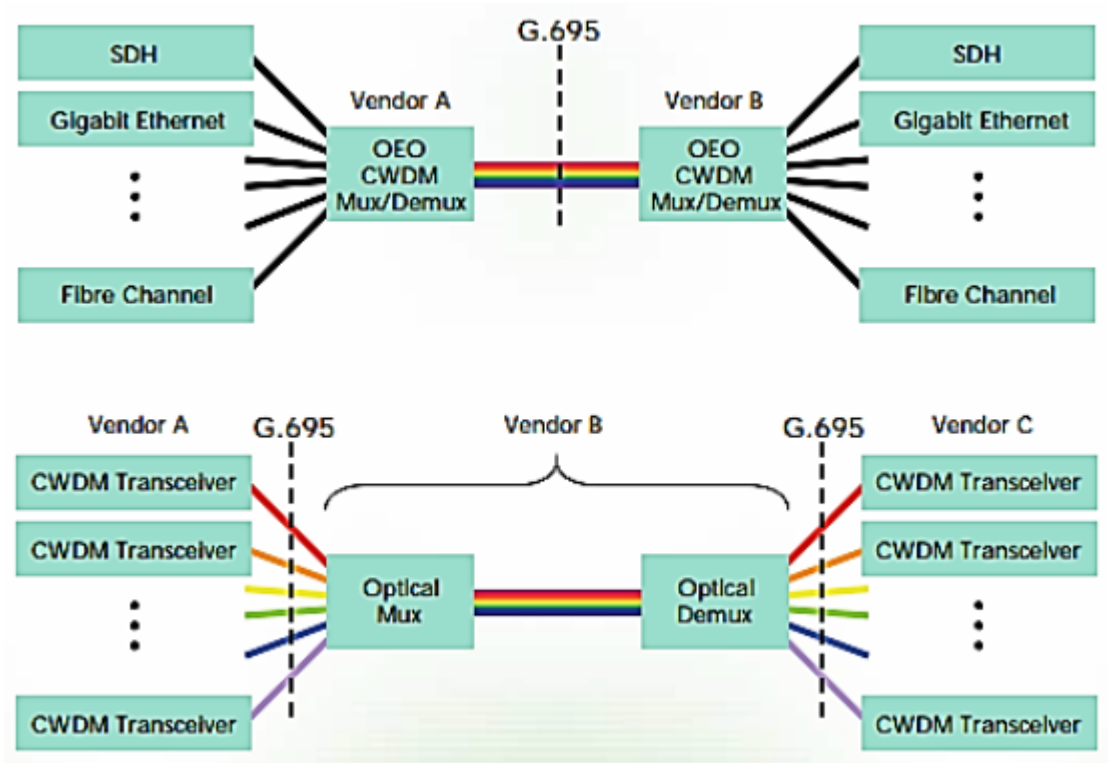 G.695
SDH
SDH
Vendor A
Vendor B
Gigabit Ethernet
Gigabit Ethernet
OEO
CWDM
Mux/Demux
OEO
CWDM
Mux/Demux
Fibre Channel
Fibre Channel
Vendor A
G.695
Vendor B
G.695
Vendor C
CWDM Transceiver
CWDM Transceiver
CWDM Transceiver
CWDM Transceiver
Optical
Mux
Optical
Demux
CWDM Transceiver
CWDM Transceiver